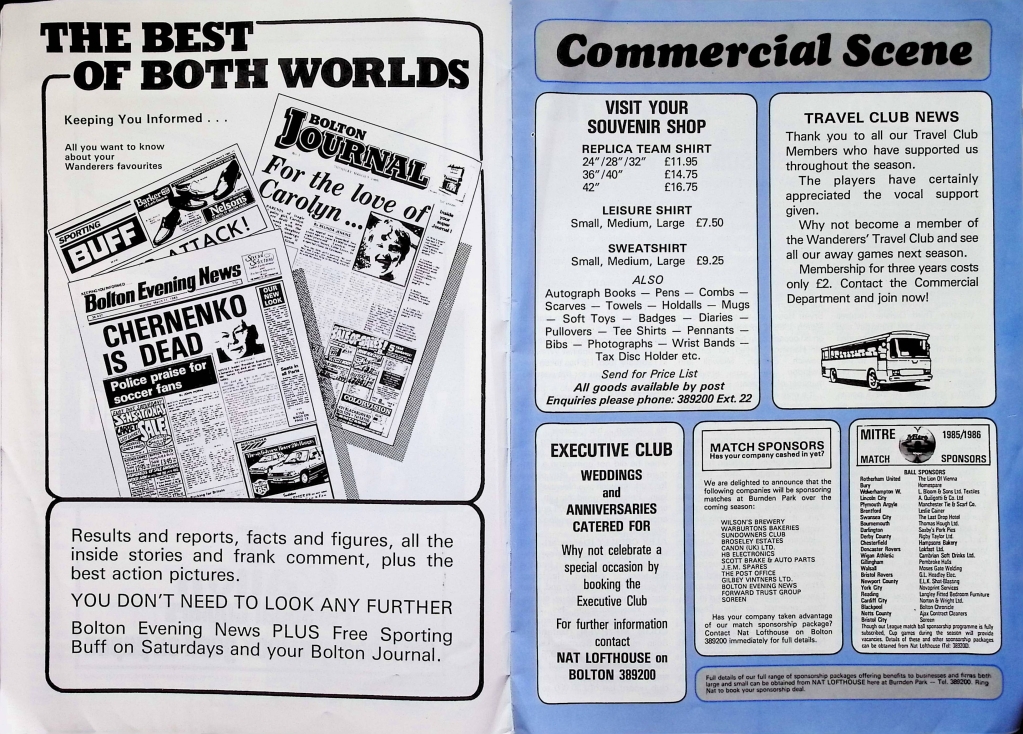 THE BEST
OF BOTH WORLDS
Keeping You Informed . . .
All you want to know
about your
Wanderers favourites
SPORTING
BUFF
Barker
Nelsons
ATTACK!
BOLTON
JOURNAL
For the love of
Carolyn...
Inside
your
Journal!
Bolton Evening News
CHERNENKO
IS DEAD
OUR
NEW
LOOK
Police praise for
soccer fans
SENSATIONAL
CARPET
SALE!
COLORVISION
Results and reports, facts and figures, all the
inside stories and frank comment, plus the
best action pictures.
YOU DON'T NEED TO LOOK ANY FURTHER
Bolton Evening News PLUS Free Sporting
Buff on Saturdays and your Bolton Journal.
Commercial Scene
VISIT YOUR
SOUVENIR SHOP
REPLICA TEAM SHIRT
24"/28"/32" £11.95
36"/40" £14.75
42" £16.75
LEISURE SHIRT
Small, Medium, Large £7.50
SWEATSHIRT
Small, Medium, Large £9.25
ALSO
Autograph Books — Pens — Combs —
Scarves — Towels — Holdalls — Mugs
— Soft Toys — Badges — Diaries —
Pullovers — Tee Shirts — Pennants —
Bibs — Photographs — Wrist Bands —
Tax Disc Holder etc.
Send for Price List
All goods available by post
Enquiries please phone: 389200 Ext. 22
TRAVEL CLUB NEWS
Thank you to all our Travel Club
Members who have supported us
throughout the season.
The players have certainly
appreciated the vocal support
given.
Why not become a member of
the Wanderers' Travel Club and see
all our away games next season.
Membership for three years costs
only £2. Contact the Commercial
Department and join now!
EXECUTIVE CLUB
WEDDINGS
and
ANNIVERSARIES
CATERED FOR
Why not celebrate a
special occasion by
booking the
Executive Club
For further information
contact
NAT LOFTHOUSE on
BOLTON 389200
MATCH SPONSORS
Has your company cashed in yet?
We are delighted to announce that the
following companies will be sponsoring
matches at Burnden Park over the
coming season:
WILSON'S BREWERY
WARBURTONS BAKERIES
SUNDOWNERS CLUB
BROSELEY ESTATES
CANON (UK) LTD.
HB ELECTRONICS
SCOTT BRAKE & AUTO PARTS
J.E.M. SPARES
THE POST OFFICE
GILBEY VINTNERS LTD.
BOLTON EVENING NEWS
FORWARD TRUST GROUP
SOREEN
Has your company taken advantage
of our match sponsorship package?
Contact Nat Lofthouse on Bolton
389200 immediately for full details.
MITRE Mitre 1985/1986
MATCH SPONSORS
BALL SPONSORS
Rotherham United The Lion Of Vienna
Bury Homespare
Wolverhampton W. L. Bloom & Sons Ltd. Textiles
Lincoln City A. Quiligotti & Co. Ltd
Plymouth Argyle Manchester Tie & Scarf Co.
Brentford Leslie Cainer
Swansea City The Last Drop Hotel
Bournemouth Thomas Hough Ltd.
Darlington Saxby's Pork Pies
Derby County Rigby Taylor Ltd.
Chesterfield Hampsons Bakery
Doncaster Rovers Lokfast Ltd.
Wigan Athletic Cambrian Soft Drinks Ltd.
Gillingham Pembroke Halls
Walsall Moses Gate Welding
Bristol Rovers G.L. Headley Etc.
Newport County E.L.K. Shot-Blasting
York City Novaprint Services
Reading Langley Fitted Bedroom Furniture
Cardiff City Norton & Wright Ltd.
Blackpool Bolton Chronicle
Notts County Ajax Contract Cleaners
Bristol City Soreen
Though our League match ball sponsorship programme is fully
subscribed, Cup games during the season will provide
vacancies. Details of these and other sponsorship packages
can be obtained from Nat Lofthouse (Tel: 389200).
Full details of our full range of sponsorship packages offering benefits to businesses and firms both
large and small can be obtained from NAT LOFTHOUSE here at Burnden Park — Tel. 389200. Ring
Nat to book your sponsorship deal.